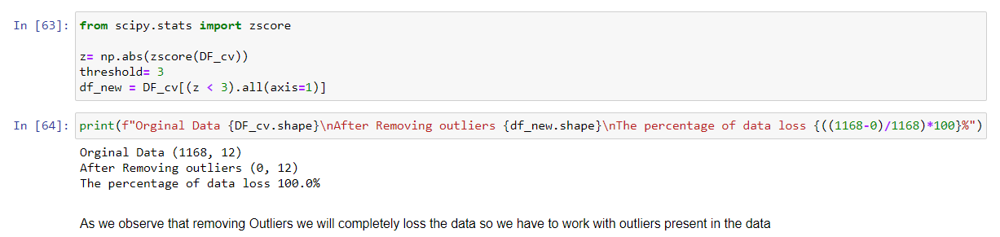 In [63]: from scipy.stats import zscore
z= np.abs(zscore(DF_cv))
threshold= 3
df_new = DF_cv[(z < 3).all(axis=1)]
In [64]: print(f"Orginal Data {DF_cv.shape}\nAfter Removing outliers {df_new.shape}\nThe percentage of data loss {((1168-0)/1168)*100}%")
Orginal Data (1168, 12)
After Removing outliers (0, 12)
The percentage of data loss 100.0%
As we observe that removing Outliers we will completely loss the data so we have to work with outliers present in the data